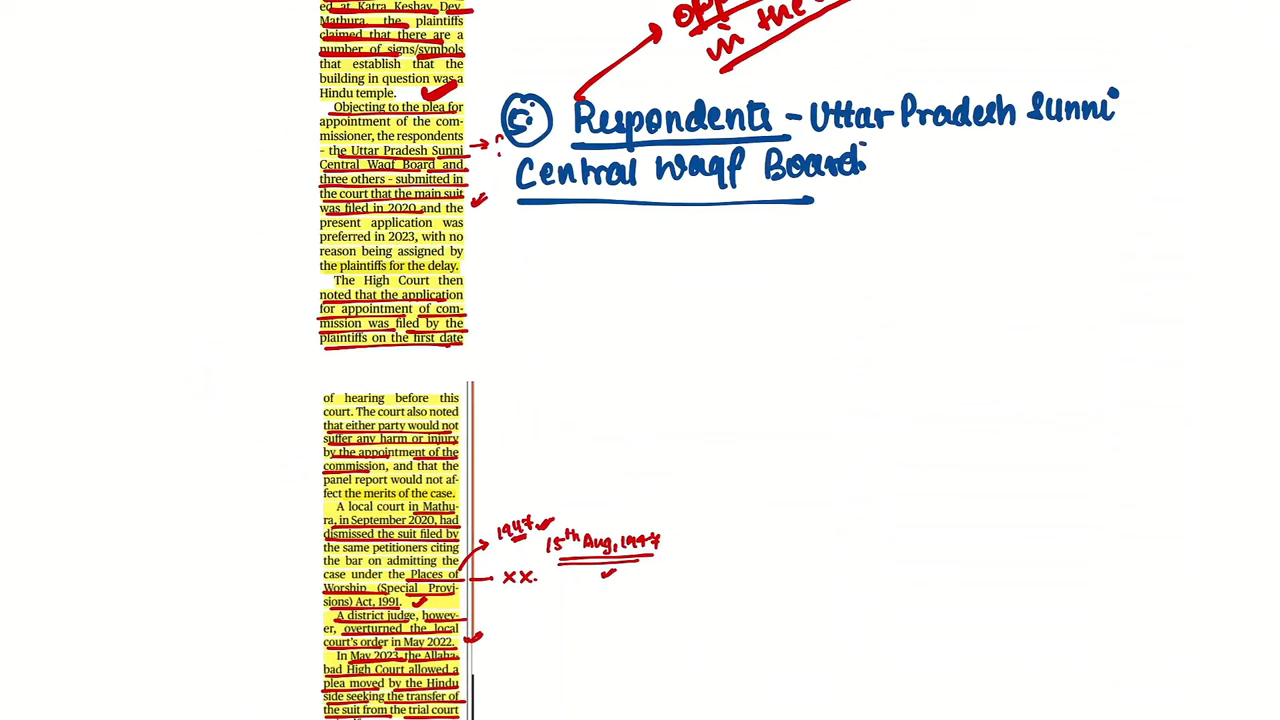 ed at Katra Keshav Dev
Mathura, the plaintiffs
claimed that there are a
number of signs/symbols
that establish that the
building in question was a
Hindu temple.
Objecting to the plea for
appointment of the com-
missioner, the respondents
- the Uttar Pradesh Sunni
Central Waqf Board and
three others - submitted in
the court that the main suit
was filed in 2020 and the
present application was
preferred in 2023, with no
reason being assigned by
the plaintiffs for the delay.
The High Court then
noted that the application
for appointment of com-
mission was filed by the
plaintiffs on the first date
in the
5. Respondents - Uttar Pradesh Sunni
Central Waqf Board
of hearing before this
court. The court also noted
that either party would not
suffer any harm or injury
by the appointment of the
commission, and that the
panel report would not af-
fect the merits of the case.
A local court in Mathu-
ra, in September 2020, had
dismissed the suit filed by
the same petitioners citing
the bar on admitting the
case under the Places of
Worship (Special Provi-
sions) Act, 1991.
A district judge, howev-
er, overturned the local
court's order in May 2022.
In May 2023, the Allaha-
bad High Court allowed a
plea moved by the Hindu
side seeking the transfer of
the suit from the trial court
1947
15th Aug, 1947
XX.